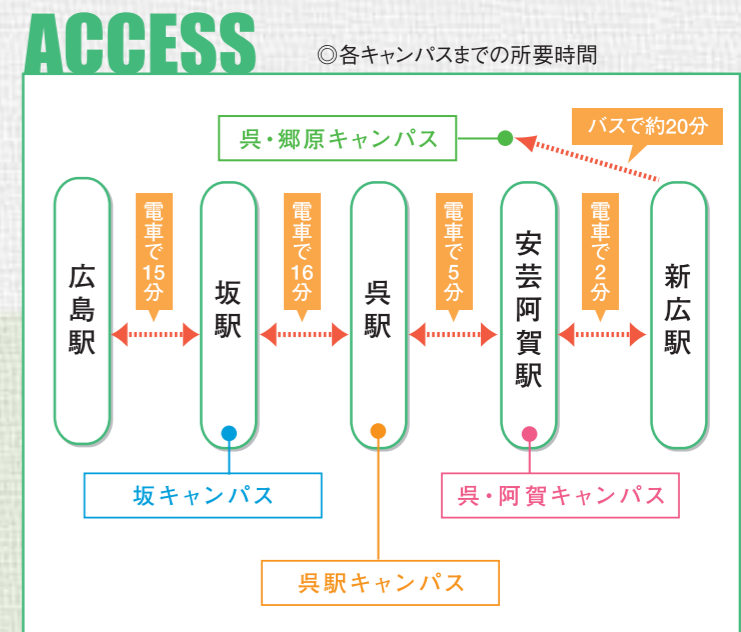 ACCESS
◎各キャンパスまでの所要時間
呉・郷原キャンパス
バスで約20分
広島駅
電車で15分
坂駅
電車で16分
呉駅
電車で5分
安芸阿賀駅
電車で2分
新広駅
坂キャンパス
呉・阿賀キャンパス
呉駅キャンパス